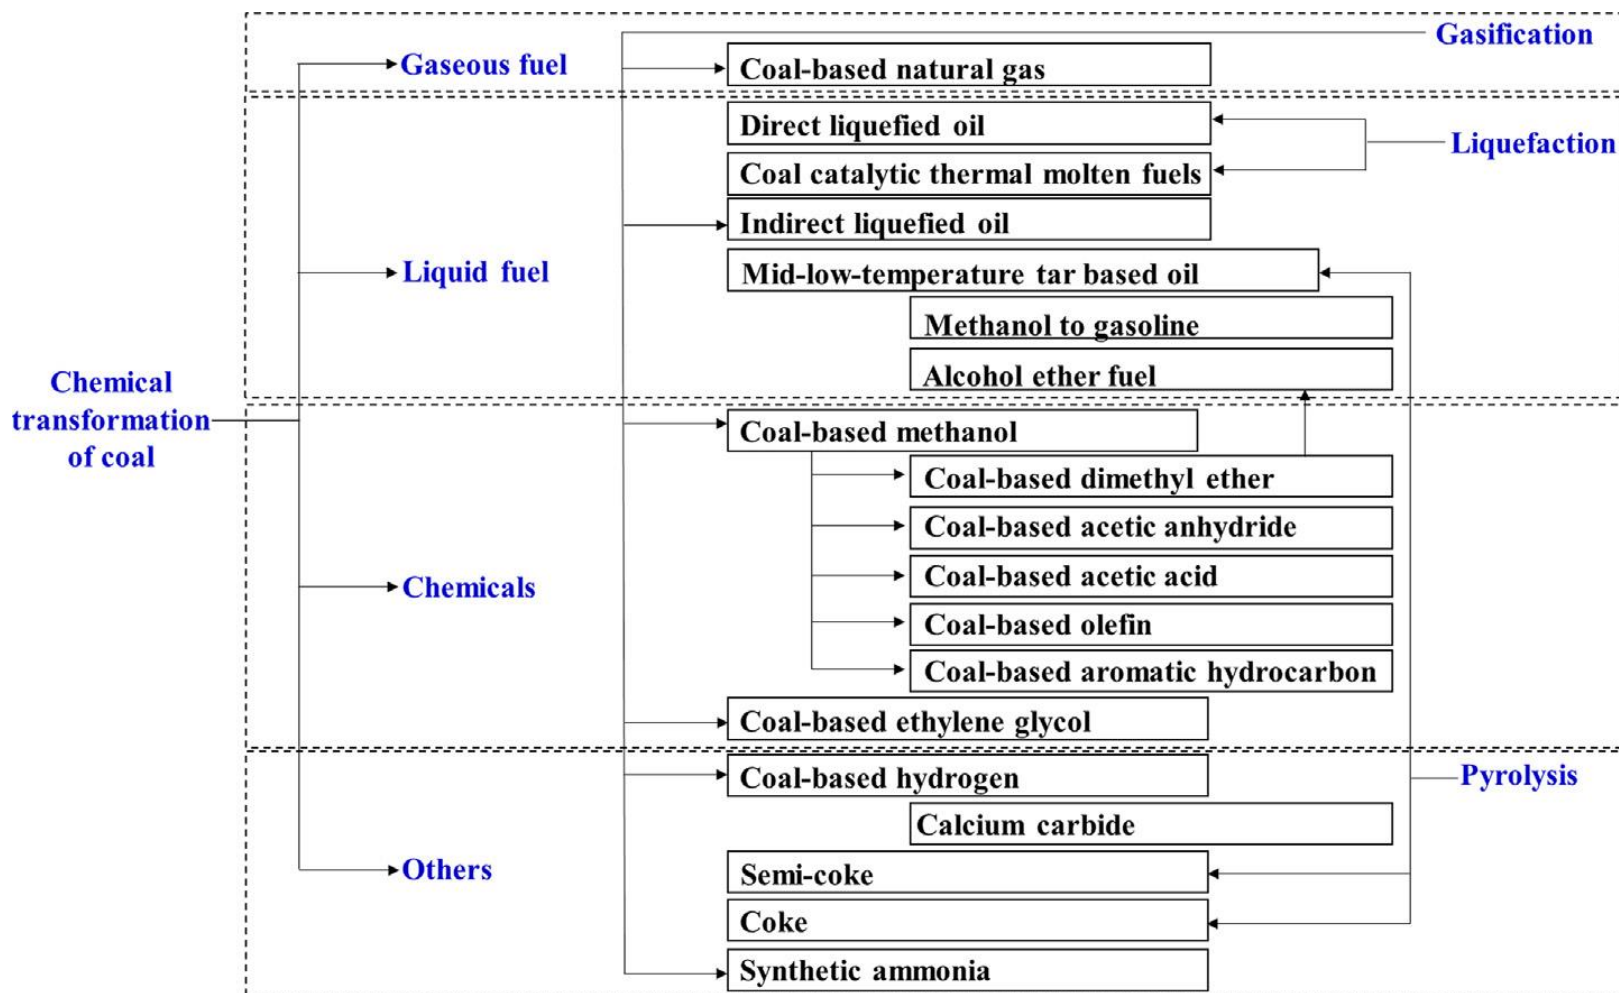 Gasification
Gaseous fuel
Coal-based natural gas
Direct liquefied oil
Liquefaction
Coal catalytic thermal molten fuels
Indirect liquefied oil
Liquid fuel
Mid-low-temperature tar based oil
Methanol to gasoline
Alcohol ether fuel
Chemical
transformation
of coal
Coal-based methanol
Coal-based dimethyl ether
Coal-based acetic anhydride
Chemicals
Coal-based acetic acid
Coal-based olefin
Coal-based aromatic hydrocarbon
Coal-based ethylene glycol
Coal-based hydrogen
Pyrolysis
Calcium carbide
Others
Semi-coke
Coke
Synthetic ammonia